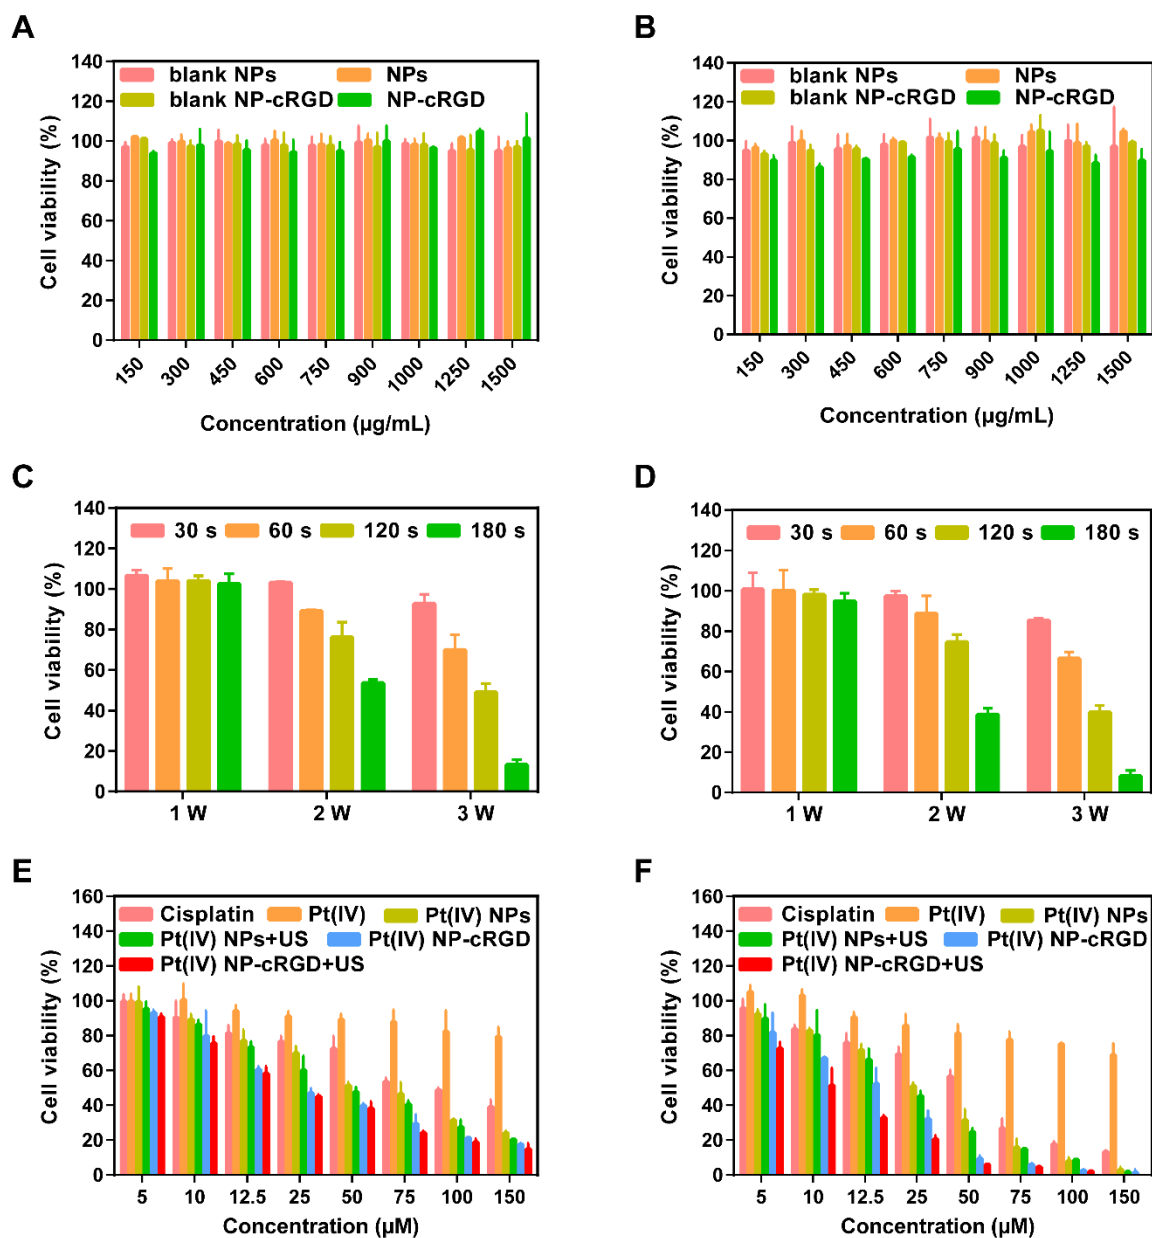 A
140
120
100
80
60
40
20
0
Cell viability (%)
blank NPs NPs
blank NP-cRGD NP-cRGD
150 300 450 600 750 900 1000 1250 1500
Concentration (µg/mL)
B
140
120
100
80
60
40
20
0
Cell viability (%)
blank NPs NPs
blank NP-cRGD NP-cRGD
150 300 450 600 750 900 1000 1250 1500
Concentration (µg/mL)
C
140
120
100
80
60
40
20
0
Cell viability (%)
30 s 60 s 120 s 180 s
1 W 2 W 3 W
D
140
120
100
80
60
40
20
0
Cell viability (%)
30 s 60 s 120 s 180 s
1 W 2 W 3 W
E
160
140
120
100
80
60
40
20
0
Cell viability (%)
Cisplatin Pt(IV) Pt(IV) NPs
Pt(IV) NPs+US Pt(IV) NP-cRGD
Pt(IV) NP-cRGD+US
5 10 12.5 25 50 75 100 150
Concentration (µM)
F
160
140
120
100
80
60
40
20
0
Cell viability (%)
Cisplatin Pt(IV) Pt(IV) NPs
Pt(IV) NPs+US Pt(IV) NP-cRGD
Pt(IV) NP-cRGD+US
5 10 12.5 25 50 75 100 150
Concentration (µM)